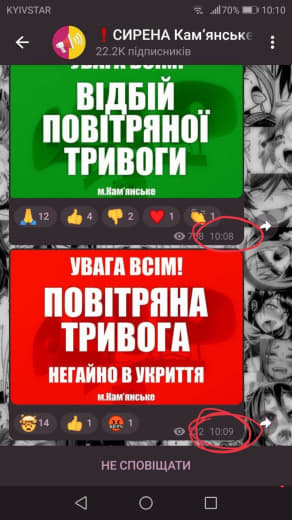 KYIVSTAR 70% 10:10
❗ СИРЕНА Кам'янське
22.2K підписників
УВАГА ВСІМ!
ВІДБІЙ
ПОВІТРЯНОЇ
ТРИВОГИ
м.Кам'янське
12 4 2 1 1
10:08
УВАГА ВСІМ!
ПОВІТРЯНА
ТРИВОГА
НЕГАЙНО В УКРИТТЯ
м.Кам'янське
14 1 1
10:09
НЕ СПОВІЩАТИ